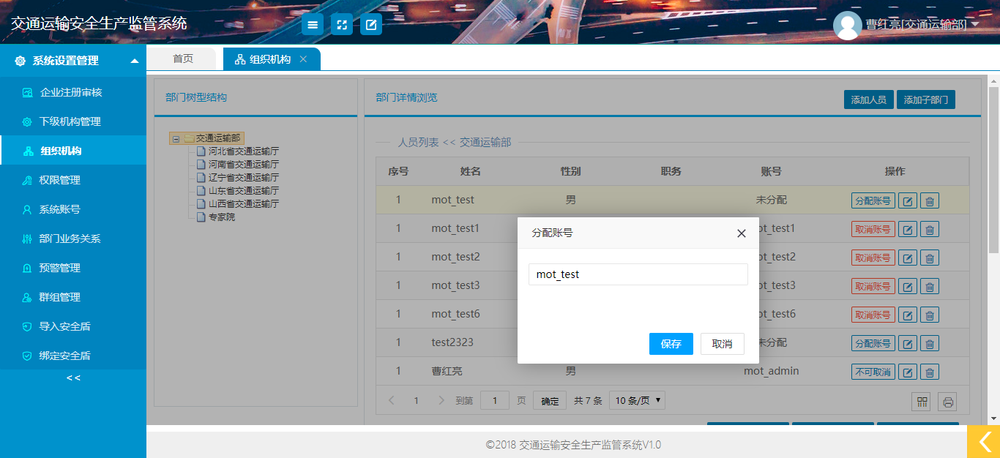 交通运输安全生产监管系统
曹红亮[交通运输部]
系统设置管理
首页
组织机构
企业注册审核
下级机构管理
组织机构
权限管理
系统账号
部门业务关系
预警管理
群组管理
导入安全盾
绑定安全盾
<<
部门树型结构
交通运输部
河北省交通运输厅
河南省交通运输厅
辽宁省交通运输厅
山东省交通运输厅
山西省交通运输厅
专家院
部门详情浏览 添加人员 添加子部门
人员列表 << 交通运输部
序号 姓名 性别 职务 账号 操作
1 mot_test 男 未分配 分配账号
1 mot_test1 ot_test1 取消账号
1 mot_test2 ot_test2 取消账号
1 mot_test3 ot_test3 取消账号
1 mot_test6 ot_test6 取消账号
1 test2323 未分配 分配账号
1 曹红亮 男 mot_admin 不可取消
1 到第 1 页 确定 共 7 条 10 条/页
分配账号
mot_test
保存 取消
©2018 交通运输安全生产监管系统V1.0